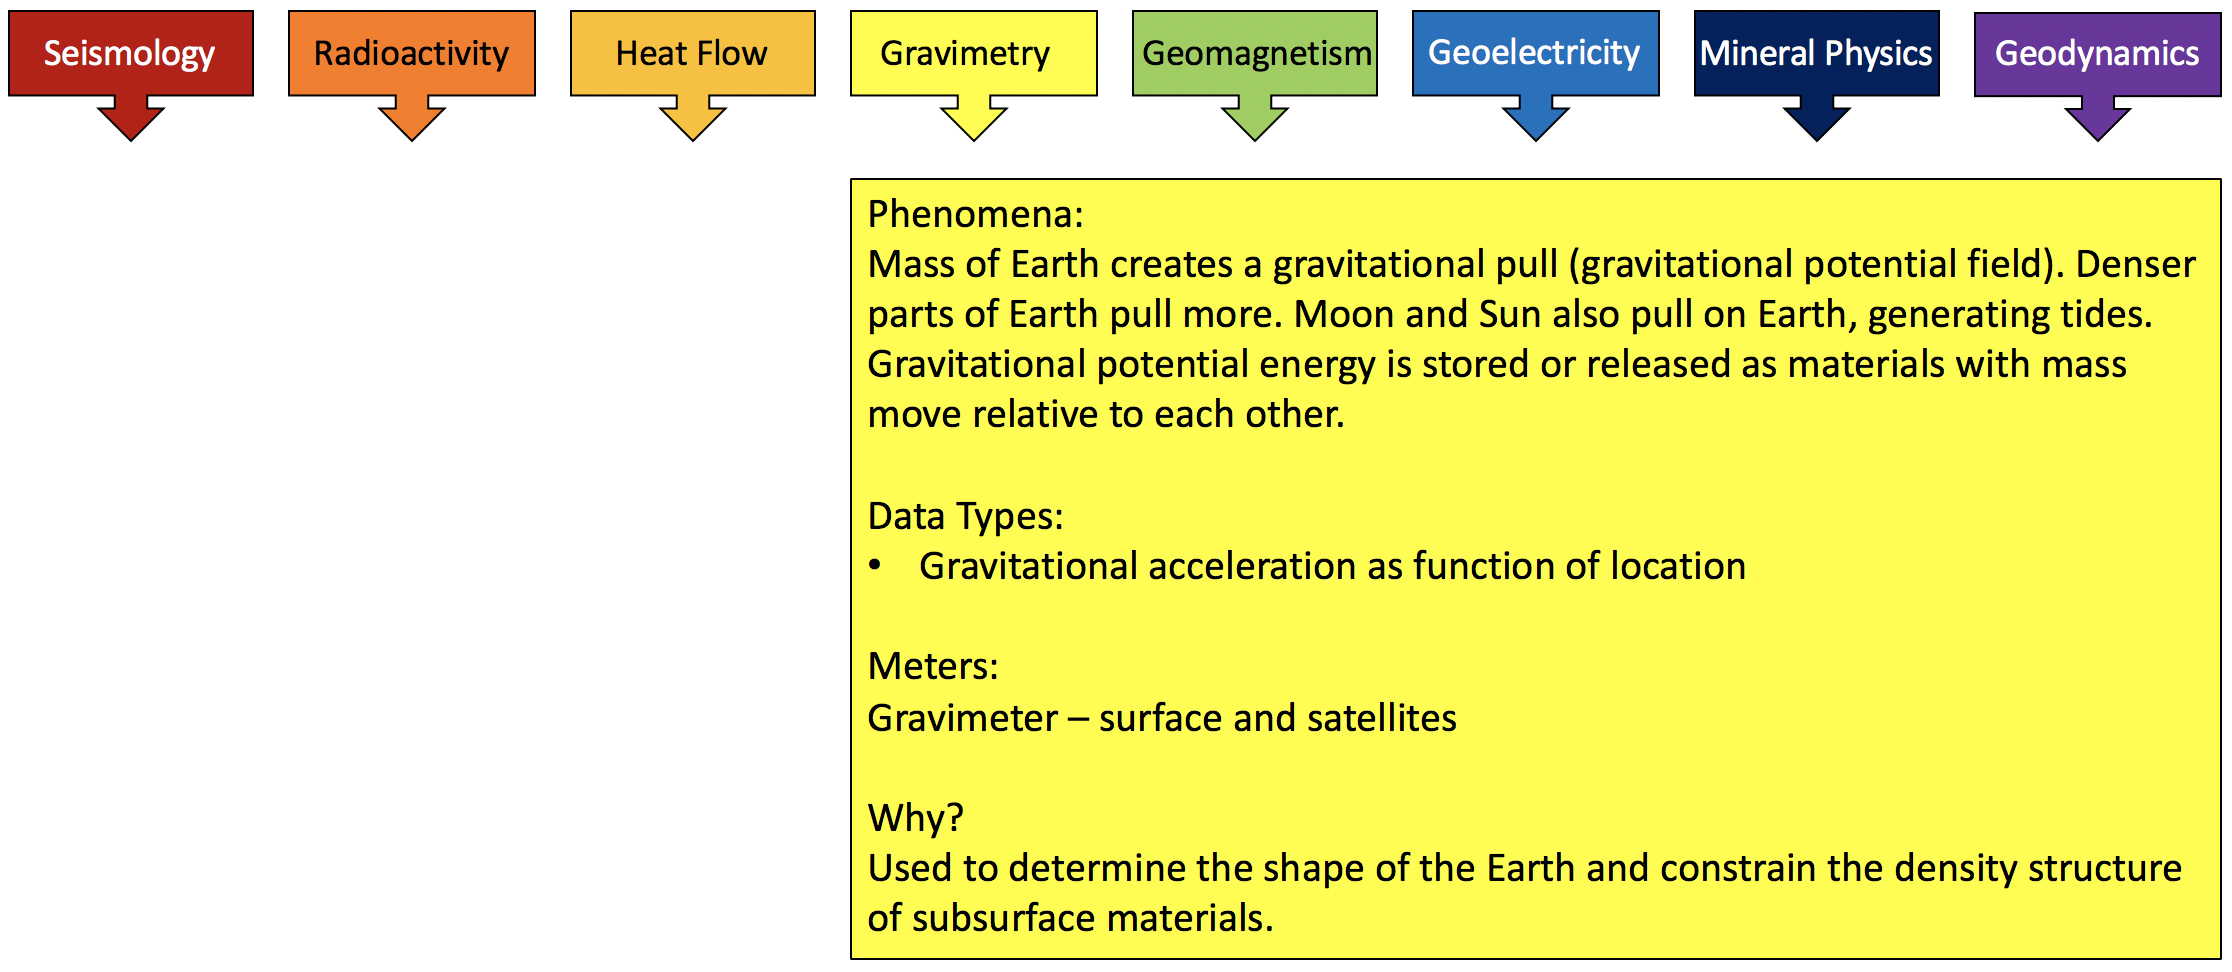 Seismology
Radioactivity
Heat Flow
Gravimetry
Geomagnetism
Geoelectricity
Mineral Physics
Geodynamics
Phenomena:
Mass of Earth creates a gravitational pull (gravitational potential field). Denser
parts of Earth pull more. Moon and Sun also pull on Earth, generating tides.
Gravitational potential energy is stored or released as materials with mass
move relative to each other.
Data Types:
• Gravitational acceleration as function of location
Meters:
Gravimeter – surface and satellites
Why?
Used to determine the shape of the Earth and constrain the density structure
of subsurface materials.